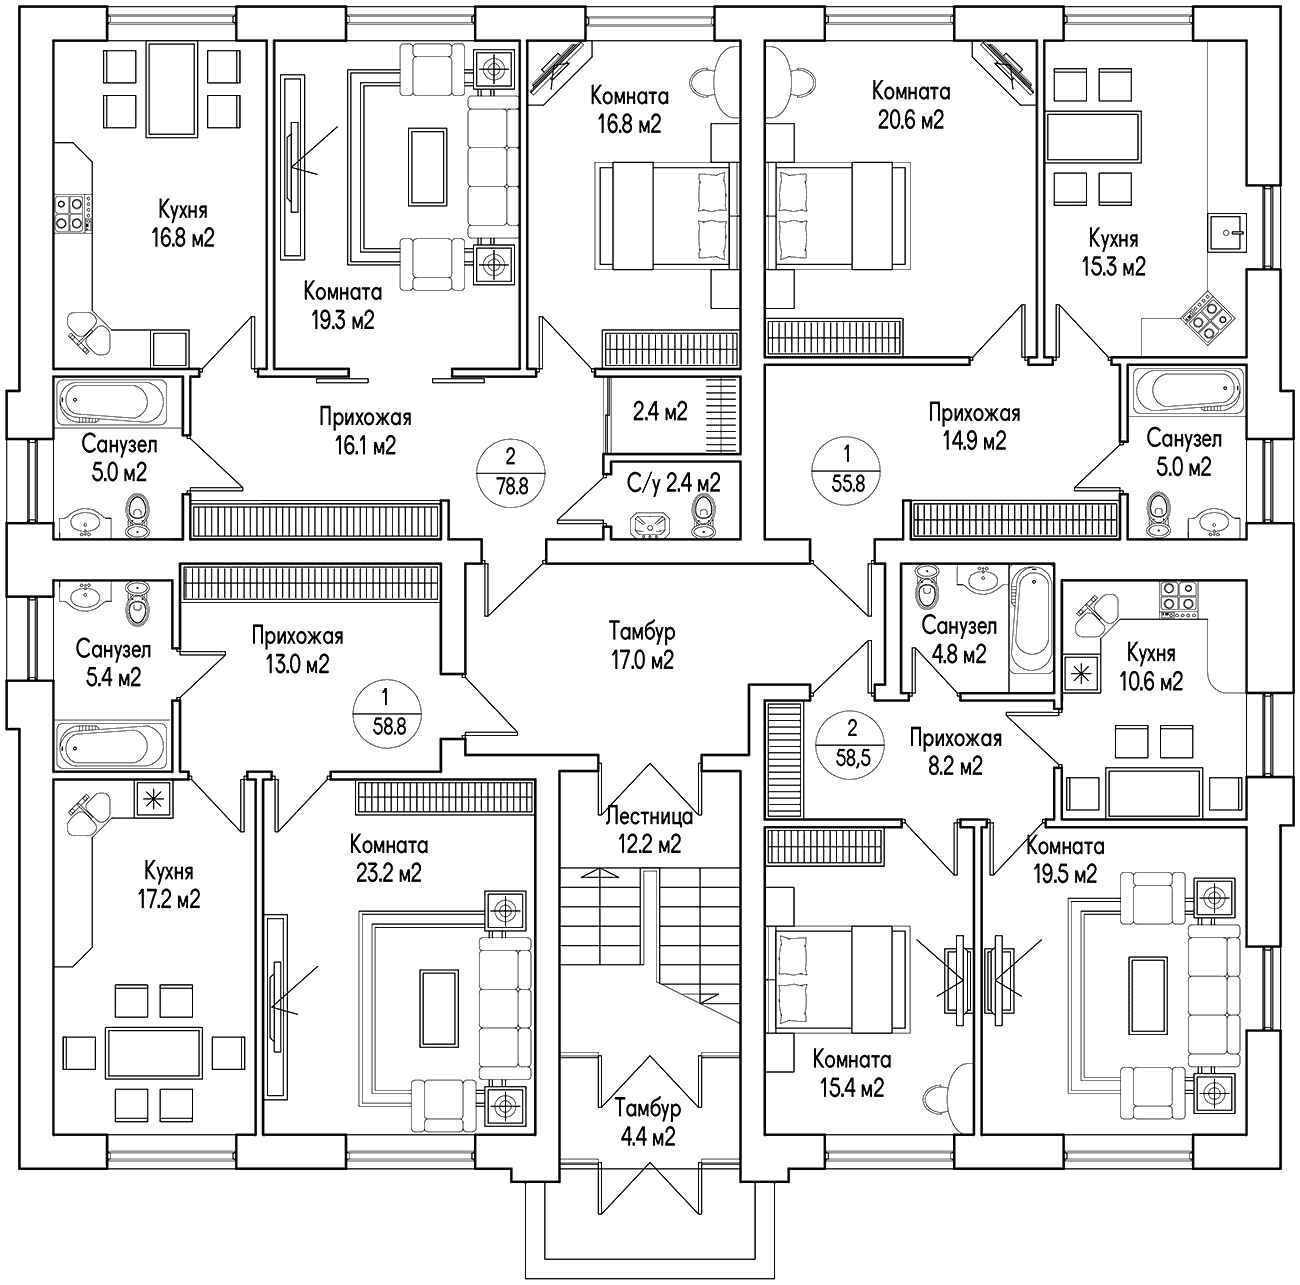 Кухня
16.8 м2
Комната
19.3 м2
Комната
16.8 м2
Комната
20.6 м2
Кухня
15.3 м2
Санузел
5.0 м2
Прихожая
16.1 м2
2
78.8
2.4 м2
С/у 2.4 м2
1
55.8
Прихожая
14.9 м2
Санузел
5.0 м2
Санузел
5.4 м2
Прихожая
13.0 м2
1
58.8
Тамбур
17.0 м2
Санузел
4.8 м2
Кухня
10.6 м2
2
58,5
Прихожая
8.2 м2
Кухня
17.2 м2
Комната
23.2 м2
Лестница
12.2 м2
Комната
15.4 м2
Комната
19.5 м2
Тамбур
4.4 м2